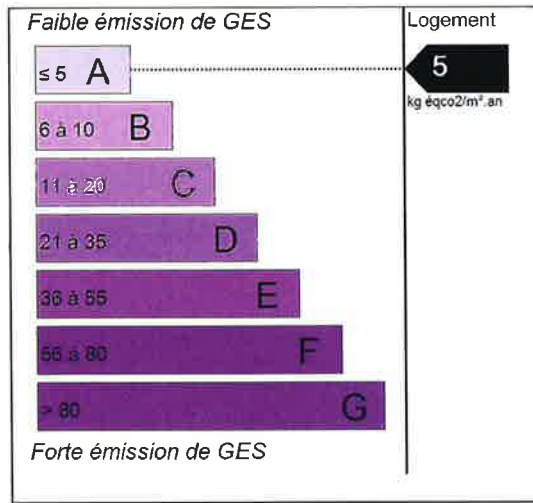 Faible émission de GES
Logement
≤ 5 A
5
kg éqco2/m².an
6 à 10 B
11 à 20 C
21 à 35 D
36 à 55 E
56 à 80 F
> 80 G
Forte émission de GES